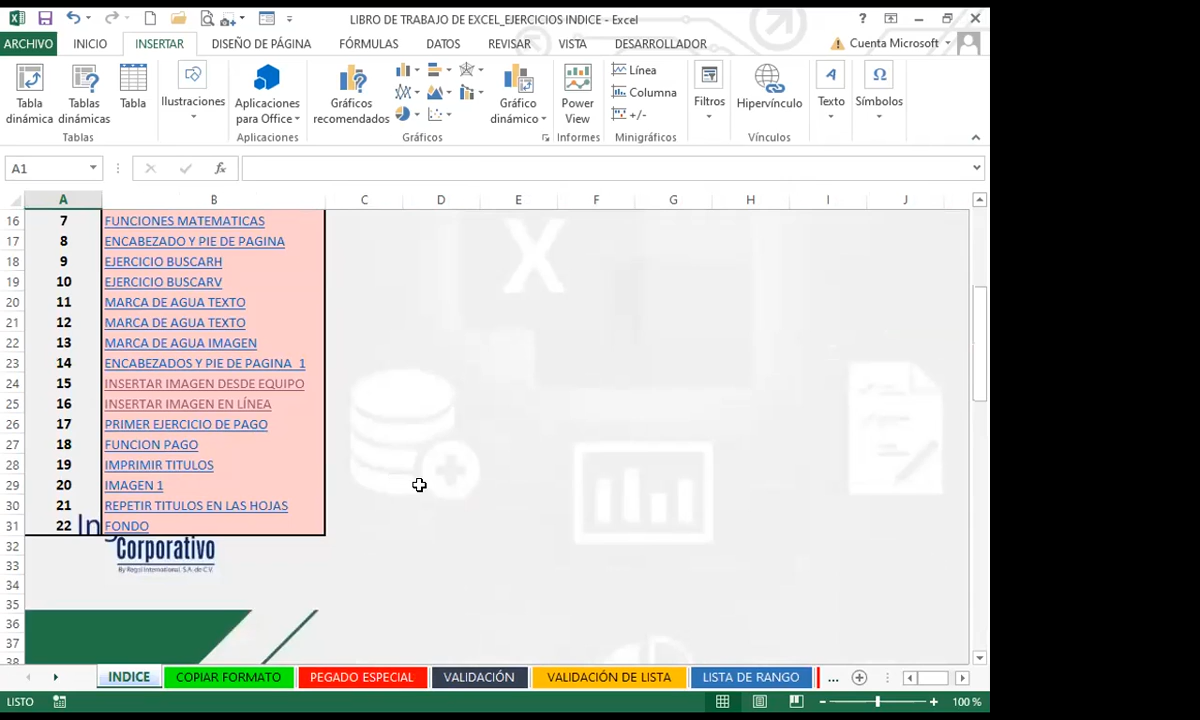 LIBRO DE TRABAJO DE EXCEL_EJERCICIOS INDICE - Excel
?
ARCHIVO INICIO INSERTAR DISEÑO DE PÁGINA FÓRMULAS DATOS REVISAR VISTA DESARROLLADOR Cuenta Microsoft
Tabla dinámica
Tablas dinámicas
Tabla
Tablas
Ilustraciones
Aplicaciones para Office
Aplicaciones
Gráficos recomendados
Gráfico dinámico
Gráficos
Power View
Informes
Línea
Columna
+/-
Minigráficos
Filtros
Hipervínculo
Vínculos
Texto
Símbolos
A1 fx
A B C D E F G H I J
16 7 FUNCIONES MATEMATICAS
17 8 ENCABEZADO Y PIE DE PAGINA
18 9 EJERCICIO BUSCARH
19 10 EJERCICIO BUSCARV
20 11 MARCA DE AGUA TEXTO
21 12 MARCA DE AGUA TEXTO
22 13 MARCA DE AGUA IMAGEN
23 14 ENCABEZADOS Y PIE DE PAGINA_1
24 15 INSERTAR IMAGEN DESDE EQUIPO
25 16 INSERTAR IMAGEN EN LÍNEA
26 17 PRIMER EJERCICIO DE PAGO
27 18 FUNCION PAGO
28 19 IMPRIMIR TITULOS
29 20 IMAGEN 1
30 21 REPETIR TITULOS EN LAS HOJAS
31 22 FONDO
32 Corporativo
33 By Regsi International, S.A. de C.V.
34
35
36
37
38
INDICE COPIAR FORMATO PEGADO ESPECIAL VALIDACIÓN VALIDACIÓN DE LISTA LISTA DE RANGO ...
LISTO 100 %